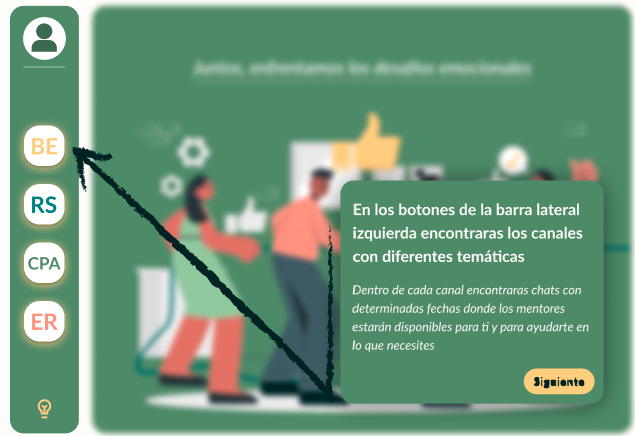 Juntos, enfrentamos los desafíos emocionales
BE
RS
CPA
ER
En los botones de la barra lateral
izquierda encontraras los canales
con diferentes temáticas
Dentro de cada canal encontraras chats con
determinadas fechas donde los mentores
estarán disponibles para ti y para ayudarte en
lo que necesites
Siguiente